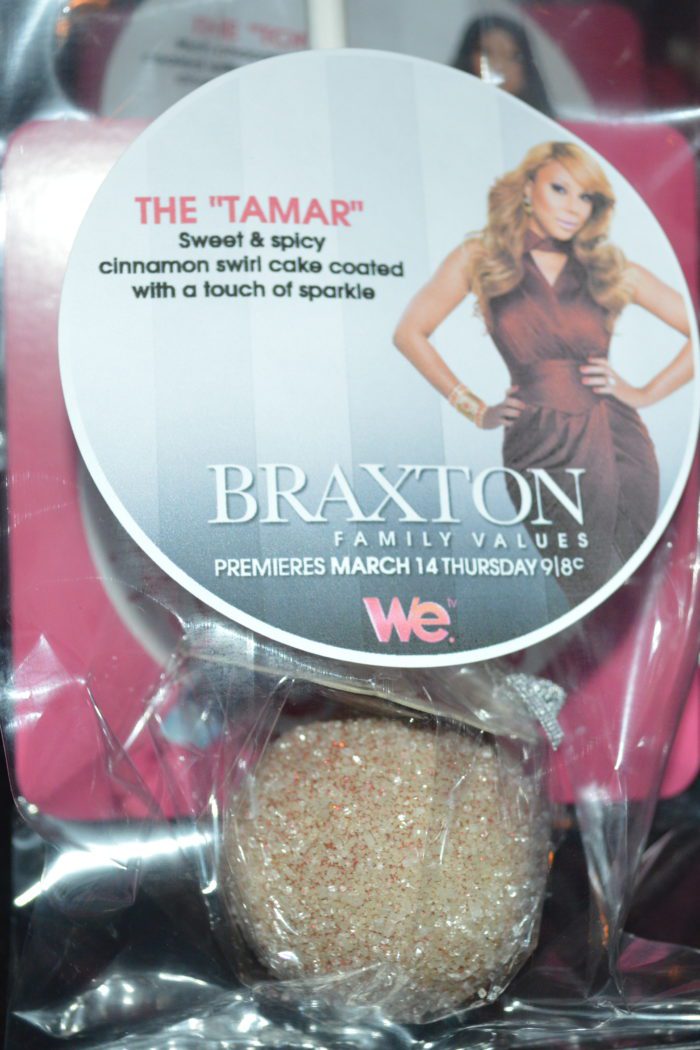 THE "TAMAR"
Sweet & spicy
cinnamon swirl cake coated
with a touch of sparkle
BRAXTON
FAMILY VALUES
PREMIERES MARCH 14 THURSDAY 9|8c
We tv